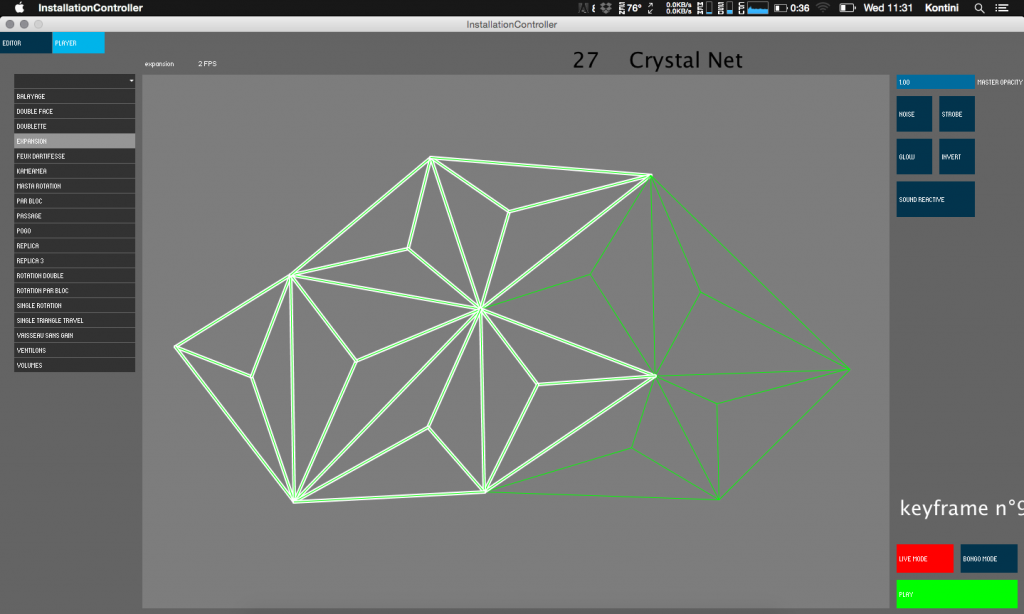 InstallationController
76°
0.0KB/s
0.0KB/s
0:36
Wed 11:31
Kontini
InstallationController
EDITOR
PLAYER
expansion
2 FPS
27 Crystal Net
BALAYAGE
DOUBLE FACE
DOUBLETTE
EXPANSION
FEUX DARTIFESSE
KAMEAMEA
MASTA ROTATION
PAR BLOC
PASSAGE
POGO
REPLICA
REPLICA 3
ROTATION DOUBLE
ROTATION PAR BLOC
SINGLE ROTATION
SINGLE TRIANGLE TRAVEL
VAISSEAU SANS GAIN
VENTILONS
VOLUMES
1.00
MASTER OPACITY
NOISE
STROBE
GLOW
INVERT
SOUND REACTIVE
keyframe n°9
LIVE MODE
BONGO MODE
PLAY